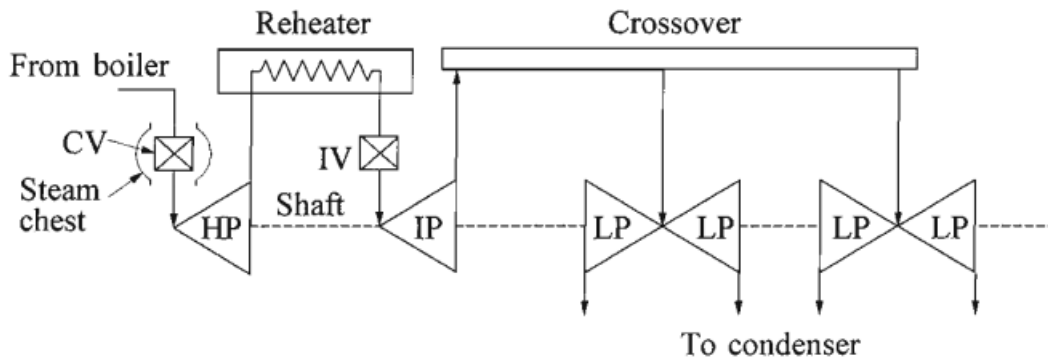 Reheater
Crossover
From boiler
CV
IV
Steam
chest
Shaft
HP
IP
LP
LP
LP
LP
To condenser